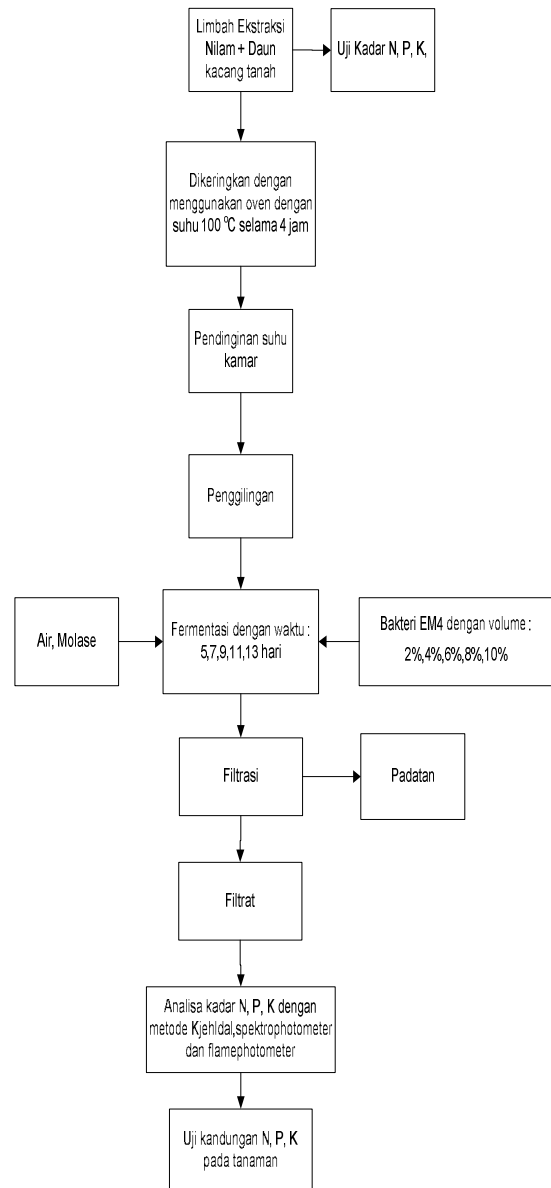 Limbah Ekstraksi
Nilam + Daun
kacang tanah
Uji Kadar N, P, K,
Dikeringkan dengan
menggunakan oven dengan
suhu 100 ⁰C selama 4 jam
Pendinginan suhu
kamar
Penggilingan
Air, Molase
Fermentasi dengan waktu :
5,7,9,11,13 hari
Bakteri EM4 dengan volume :
2%,4%,6%,8%,10%
Filtrasi
Padatan
Filtrat
Analisa kadar N, P, K dengan
metode Kjehldal,spektrophotometer
dan flamephotometer
Uji kandungan N, P, K
pada tanaman